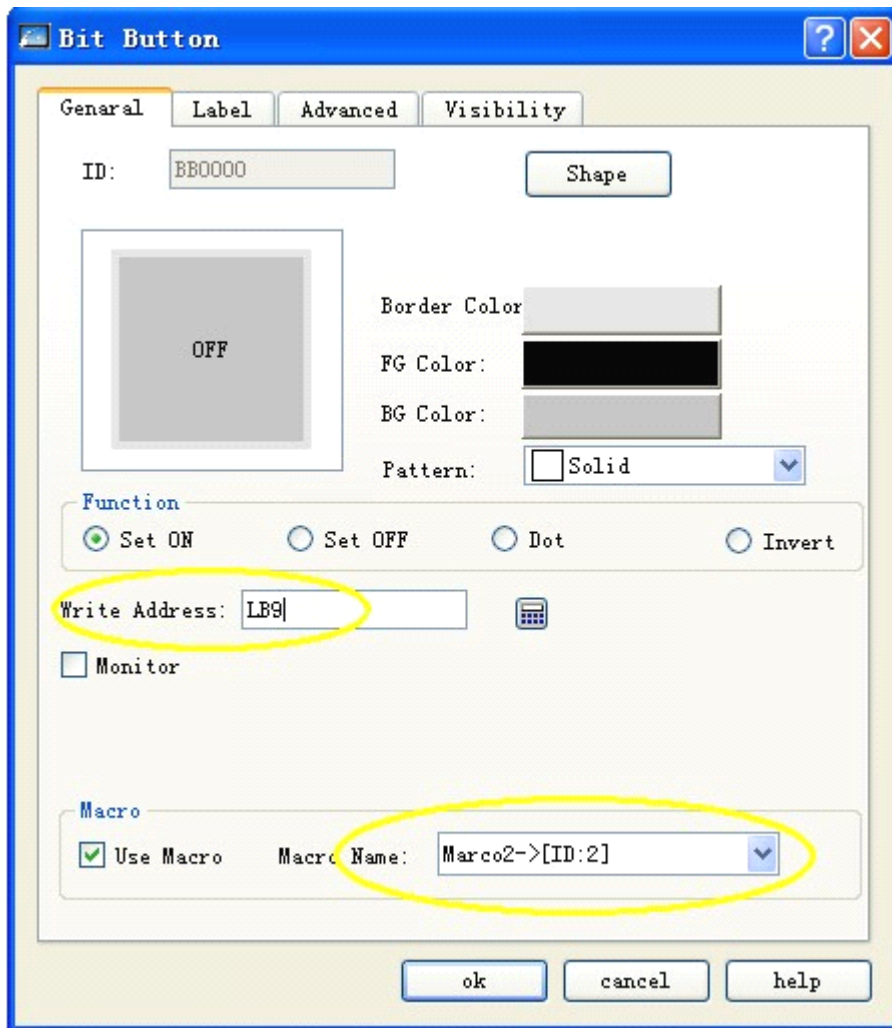 Bit Button
Genaral Label Advanced Visibility
ID: BB0000 Shape
OFF
Border Color
FG Color:
BG Color:
Pattern: Solid
Function
Set ON Set OFF Dot Invert
Write Address: LB9
Monitor
Macro
Use Macro Macro Name: Marco2->[ID:2]
ok cancel help